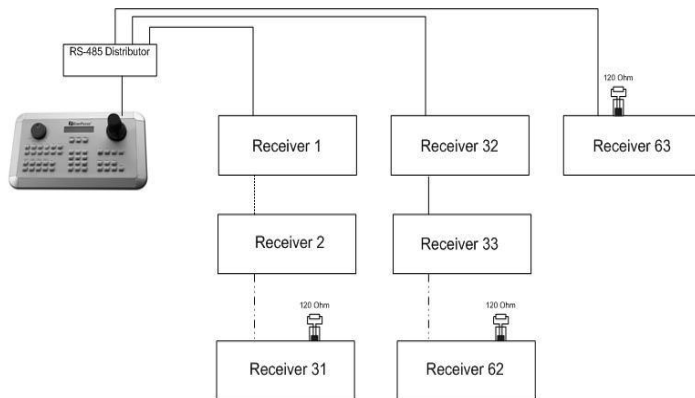 RS-485 Distributor
120 Ohm
Receiver 1
Receiver 32
Receiver 63
Receiver 2
Receiver 33
120 Ohm
120 Ohm
Receiver 31
Receiver 62